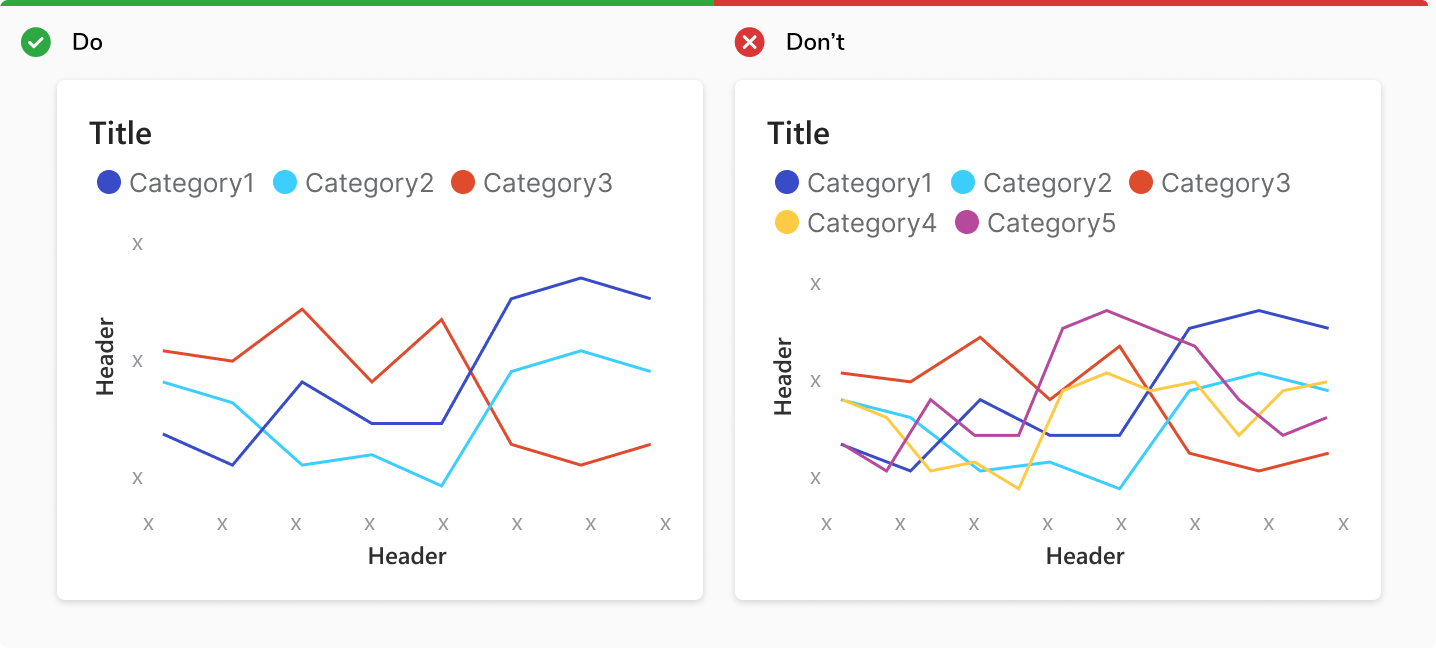 Do
Title
Category1 Category2 Category3
x
x
x
Header
x x x x x x x x
Header
Don’t
Title
Category1 Category2 Category3
Category4 Category5
x
x
x
Header
x x x x x x x x
Header